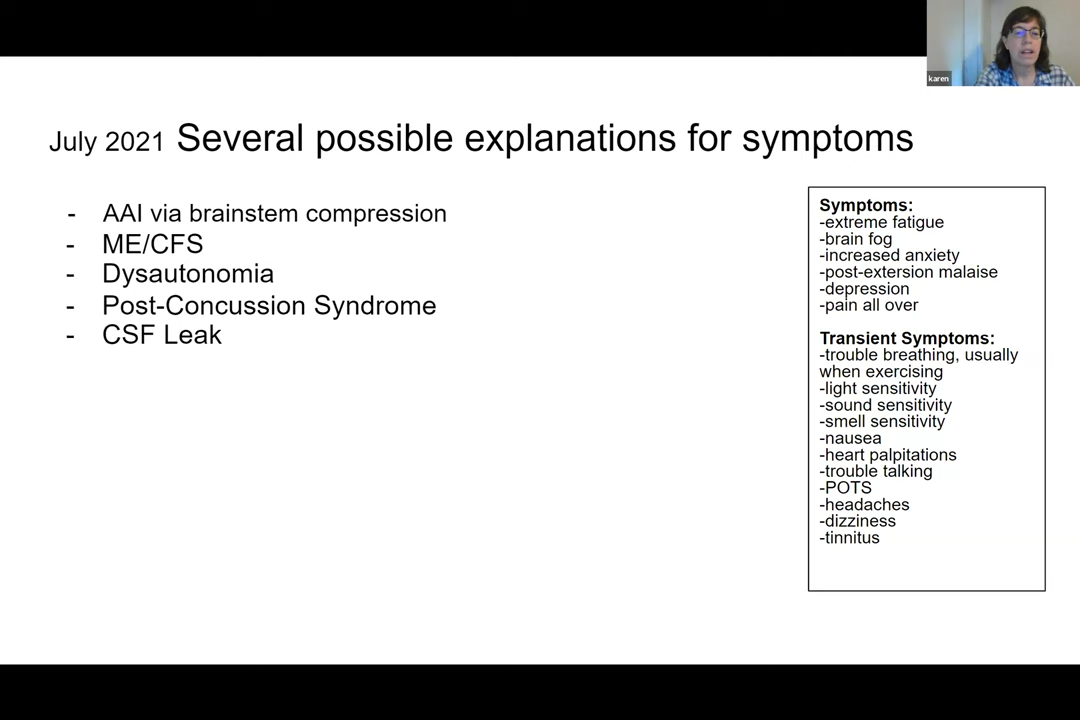 karen
July 2021 Several possible explanations for symptoms
- AAI via brainstem compression
- ME/CFS
- Dysautonomia
- Post-Concussion Syndrome
- CSF Leak
Symptoms:
-extreme fatigue
-brain fog
-increased anxiety
-post-extersion malaise
-depression
-pain all over
Transient Symptoms:
-trouble breathing, usually
when exercising
-light sensitivity
-sound sensitivity
-smell sensitivity
-nausea
-heart palpitations
-trouble talking
-POTS
-headaches
-dizziness
-tinnitus